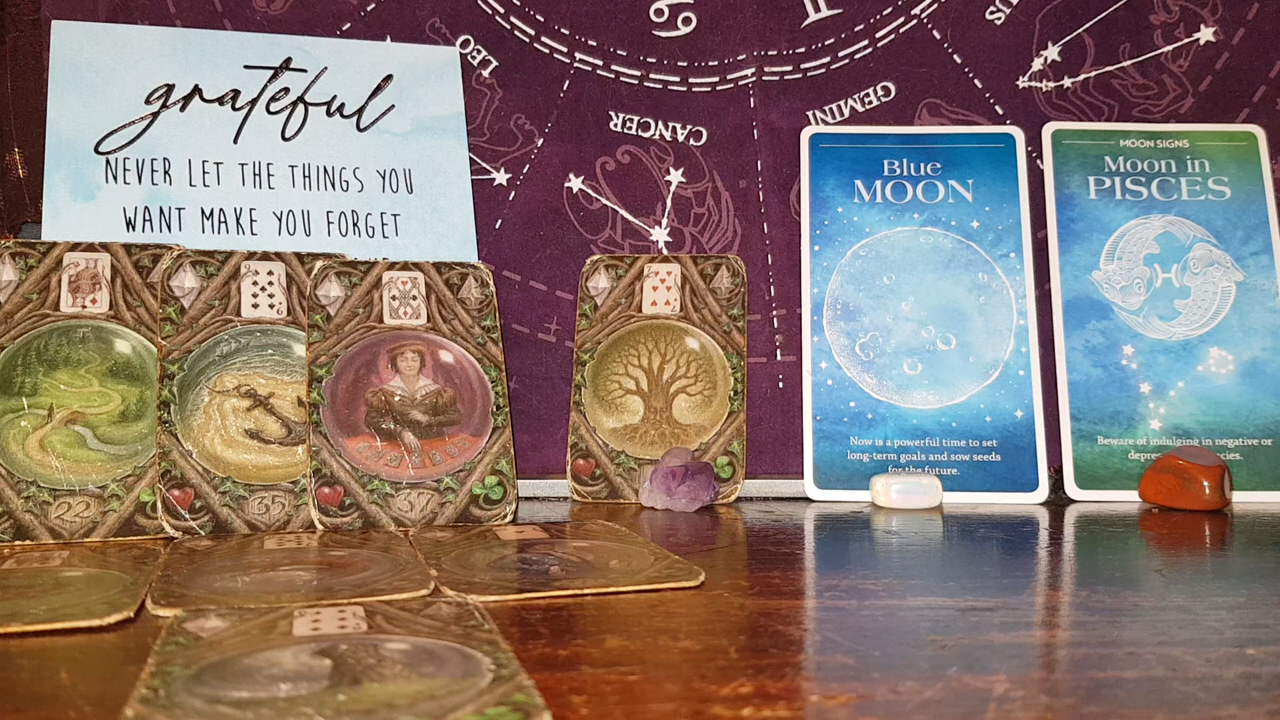 grateful
NEVER LET THE THINGS YOU
WANT MAKE YOU FORGET
LEO
CANCER
GEMINI
Blue
MOON
Now is a powerful time to set
long-term goals and sow seeds
for the future.
MOON SIGNS
Moon in
PISCES
Beware of indulging in negative or
22
35
37